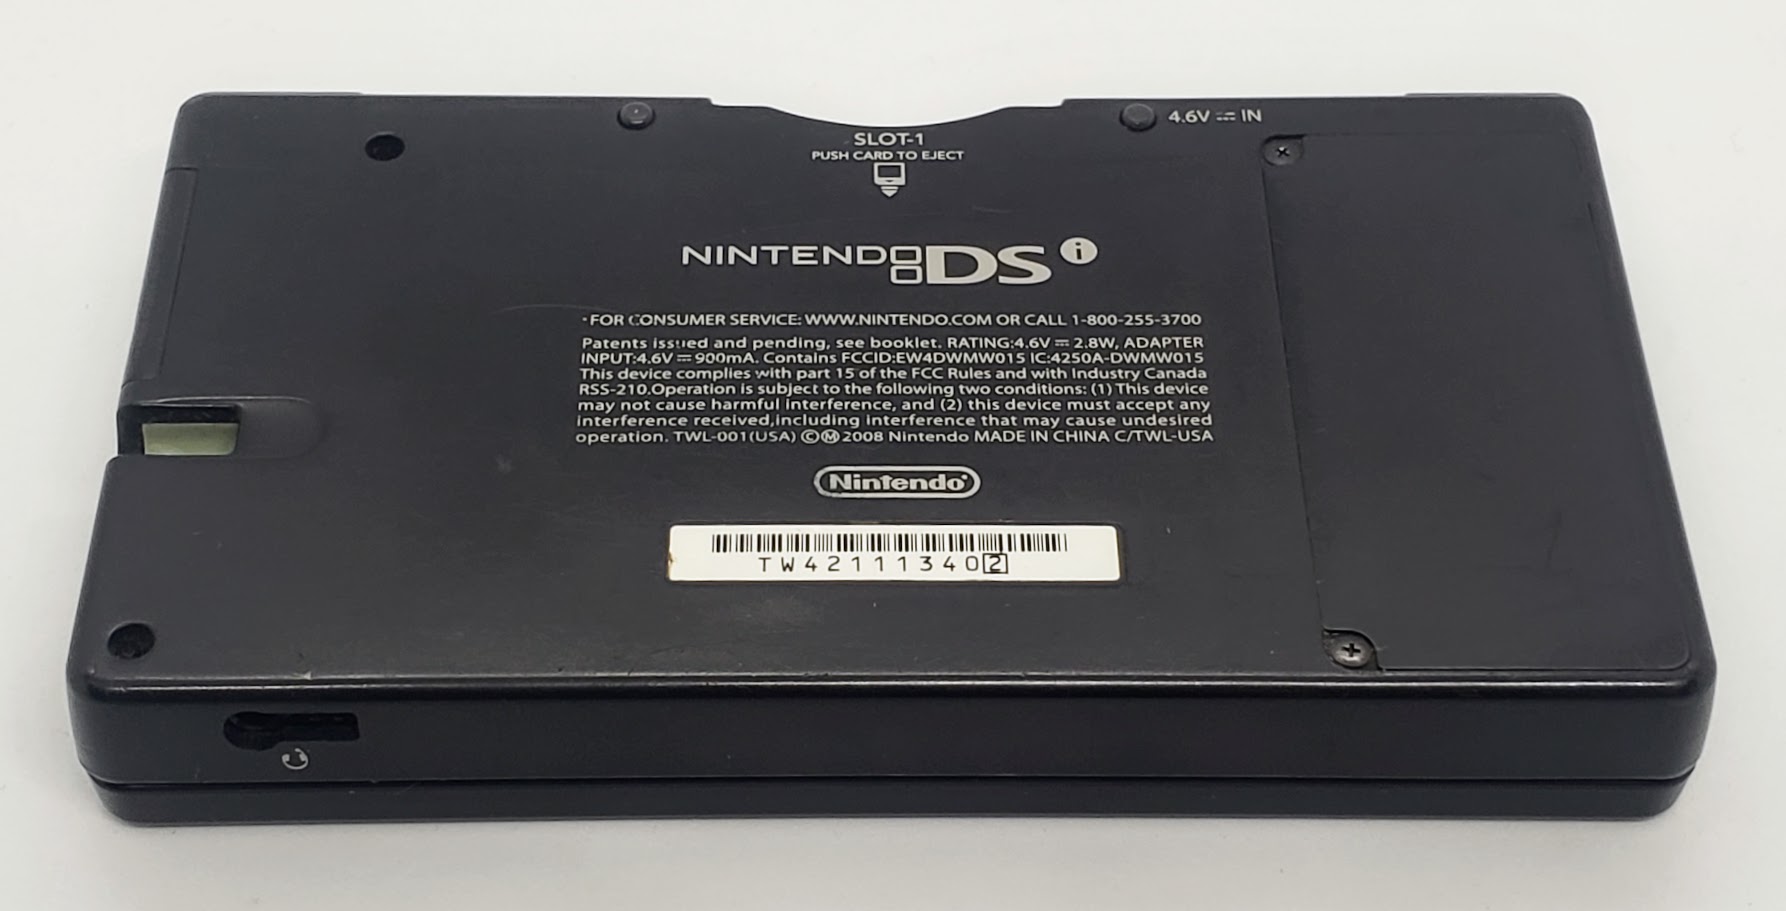 4.6V ⎓ IN
SLOT-1
PUSH CARD TO EJECT
NINTENDO DS i
·FOR CONSUMER SERVICE: WWW.NINTENDO.COM OR CALL 1-800-255-3700
Patents issued and pending, see booklet. RATING:4.6V ⎓ 2.8W, ADAPTER
INPUT:4.6V ⎓ 900mA. Contains FCCID:EW4DWMW015 IC:4250A-DWMW015
This device complies with part 15 of the FCC Rules and with Industry Canada
RSS-210.Operation is subject to the following two conditions: (1) This device
may not cause harmful interference, and (2) this device must accept any
interference received,including interference that may cause undesired
operation. TWL-001(USA) ©Ⓜ2008 Nintendo MADE IN CHINA C/TWL-USA
Nintendo
TW421113402